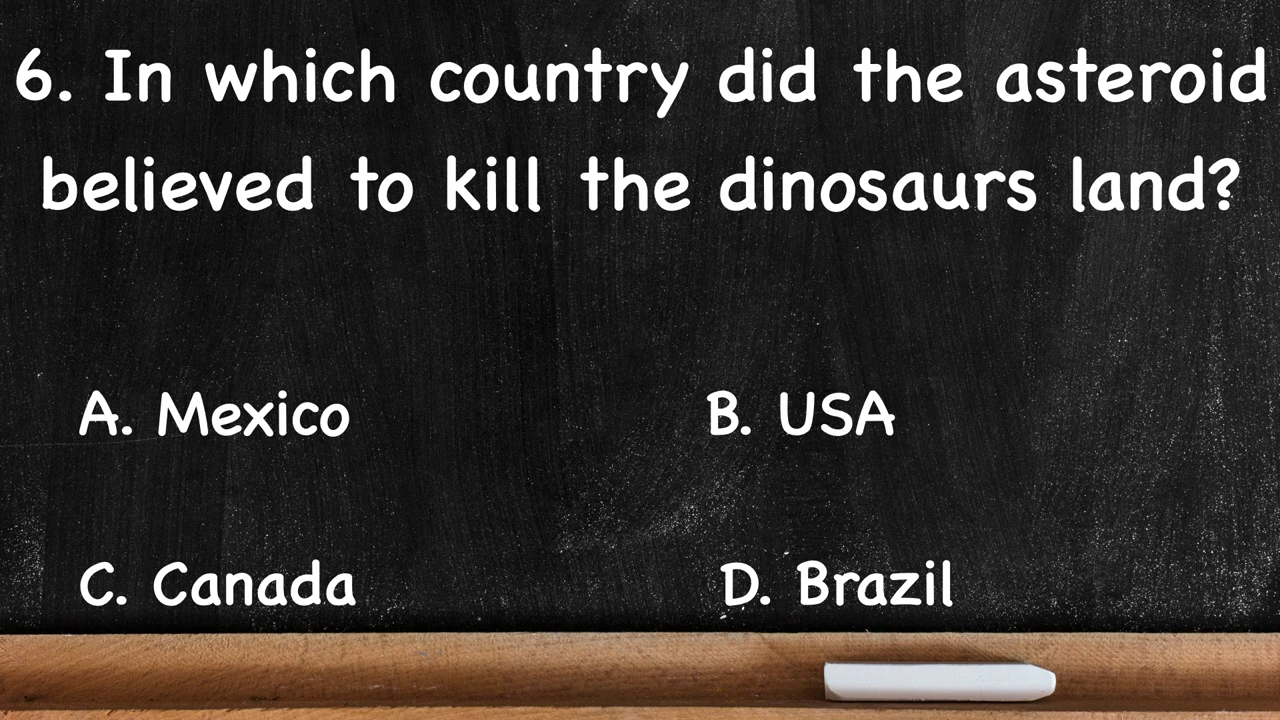 6. In which country did the asteroid
believed to kill the dinosaurs land?
A. Mexico
B. USA
C. Canada
D. Brazil